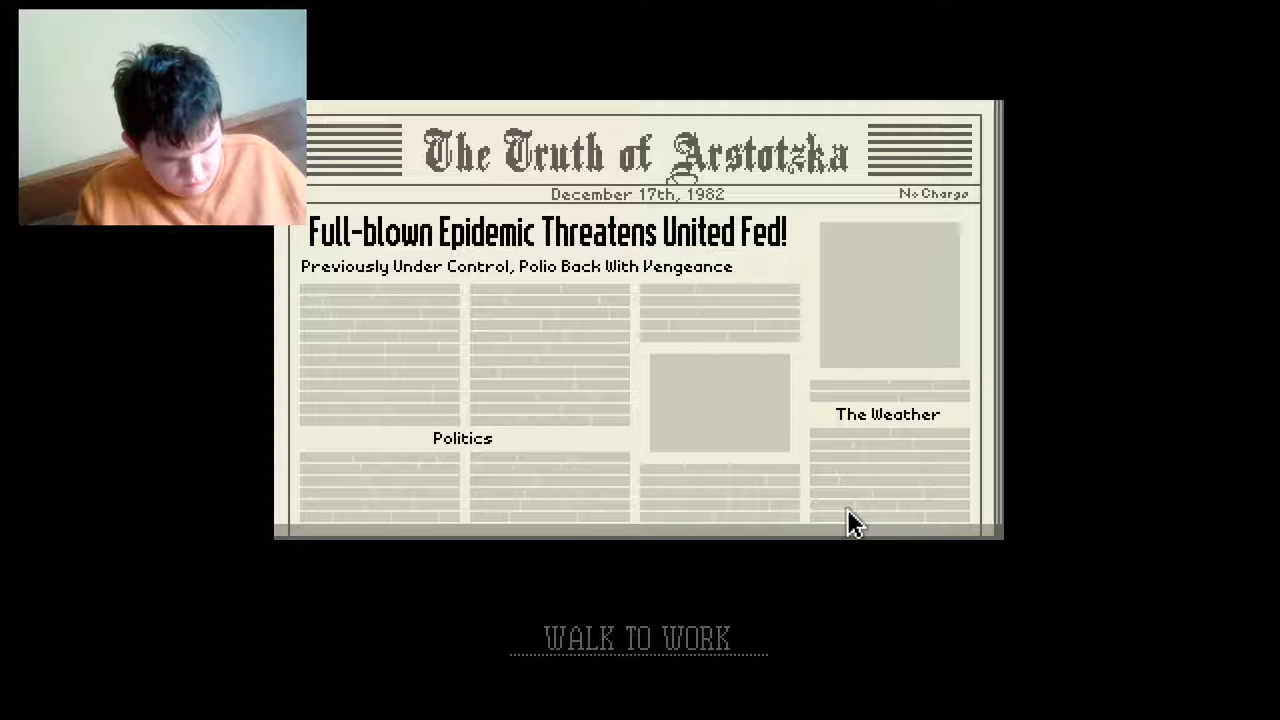 The Truth of Arstotzka
December 17th, 1982
No Charge
Full-blown Epidemic Threatens United Fed!
Previously Under Control, Polio Back With Vengeance
The Weather
Politics
WALK TO WORK